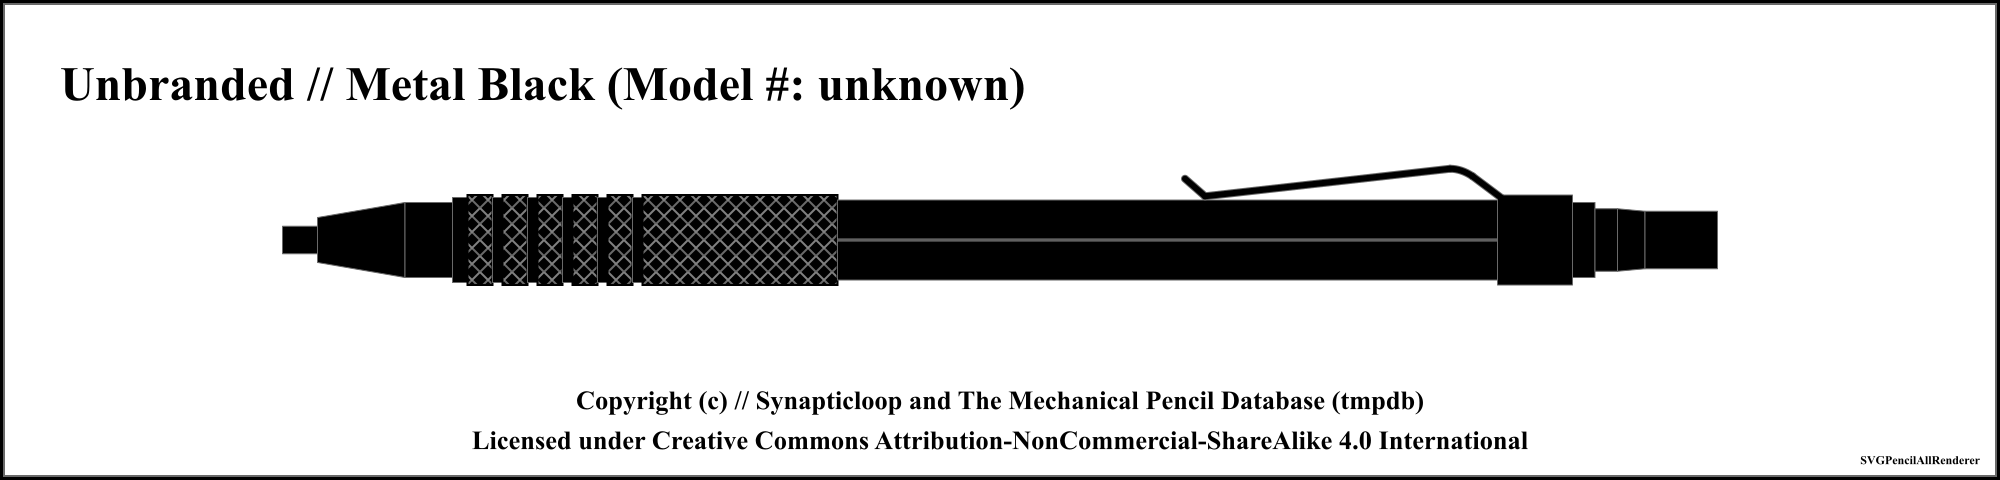 Unbranded // Metal Black (Model #: unknown)
Copyright (c) // Synapticloop and The Mechanical Pencil Database (tmpdb)
Licensed under Creative Commons Attribution-NonCommercial-ShareAlike 4.0 International
SVGPencilAllRenderer